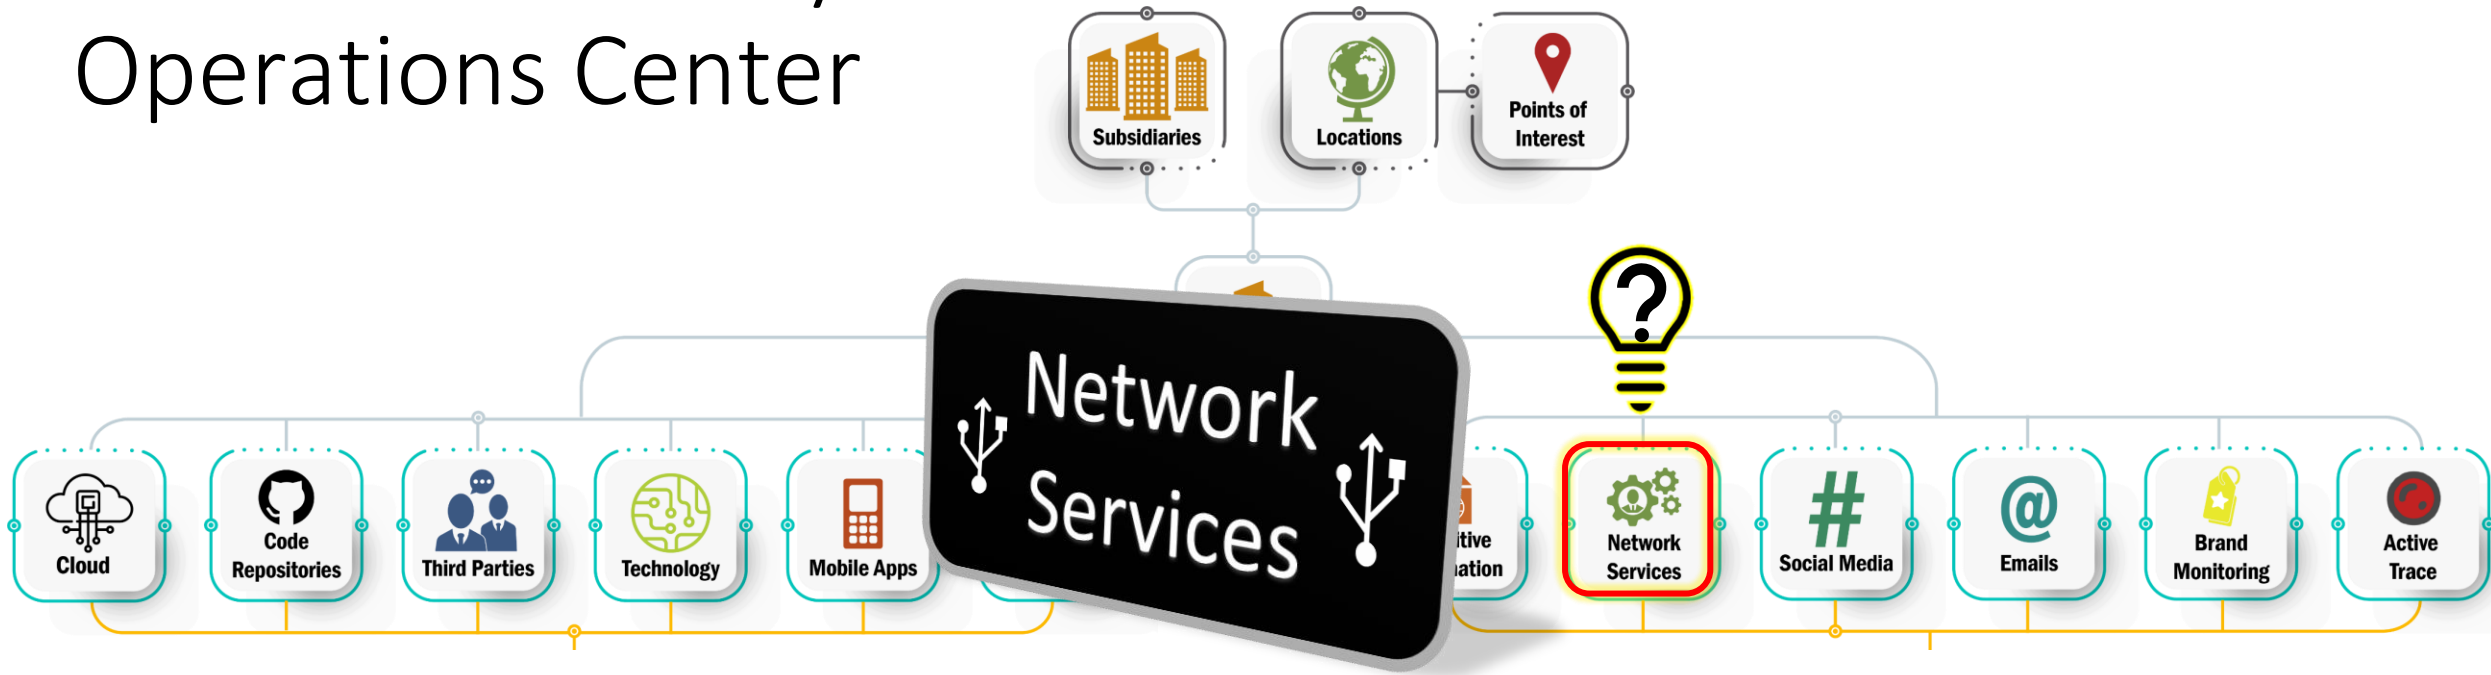 Operations Center
Subsidiaries
Locations
Points of
Interest
?
Network
Services
Cloud
Code
Repositories
Third Parties
Technology
Mobile Apps
Network
Services
#
Social Media
@
Emails
Brand
Monitoring
Active
Trace